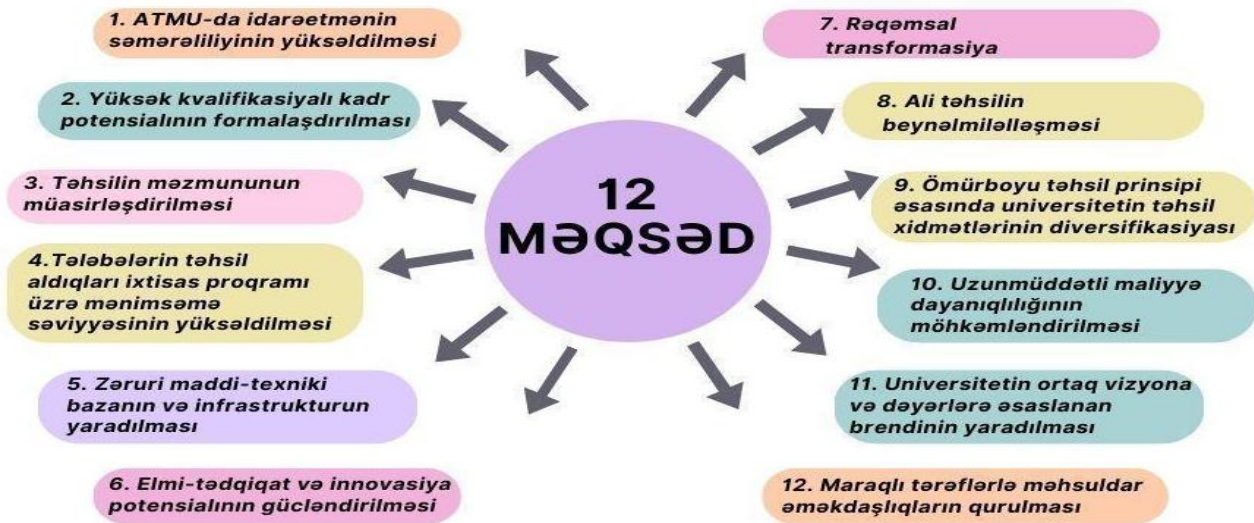 1. ATMU-da idarəetmənin
səmərəliliyinin yüksəldilməsi
2. Yüksək kvalifikasiyalı kadr
potensialının formalaşdırılması
3. Təhsilin məzmununun
müasirləşdirilməsi
4.Tələbələrin təhsil
aldıqları ixtisas proqramı
üzrə mənimsəmə
səviyyəsinin yüksəldilməsi
5. Zəruri maddi-texniki
bazanın və infrastrukturun
yaradılması
6. Elmi-tədqiqat və innovasiya
potensialının gücləndirilməsi
12
MƏQSƏD
7. Rəqəmsal
transformasiya
8. Ali təhsilin
beynəlmiləlləşməsi
9. Ömürboyu təhsil prinsipi
əsasında universitetin təhsil
xidmətlərinin diversifikasiyası
10. Uzunmüddətli maliyyə
dayanıqlılığının
möhkəmləndirilməsi
11. Universitetin ortaq vizyona
və dəyərlərə əsaslanan
brendinin yaradılması
12. Maraqlı tərəflərlə məhsuldar
əməkdaşlıqların qurulması